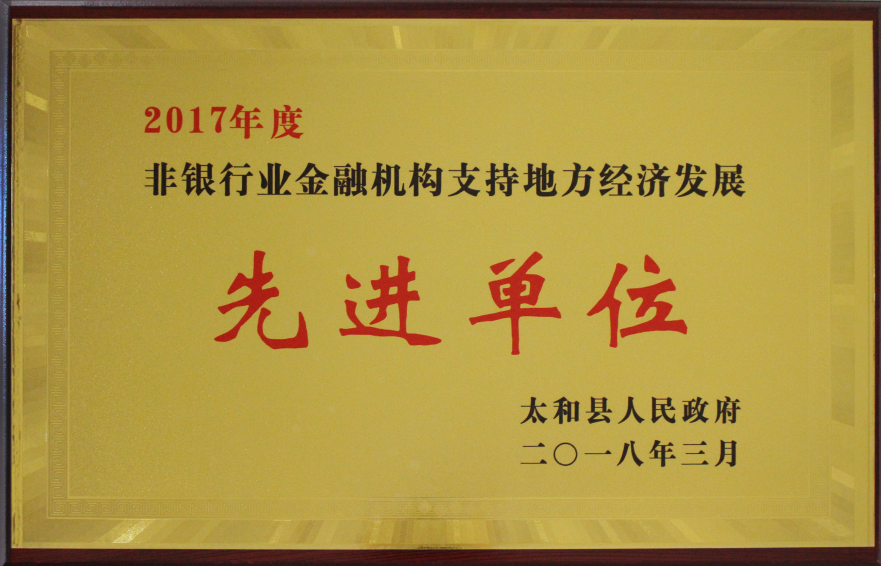 2017年度
非银行业金融机构支持地方经济发展
先进单位
太和县人民政府
二〇一八年三月